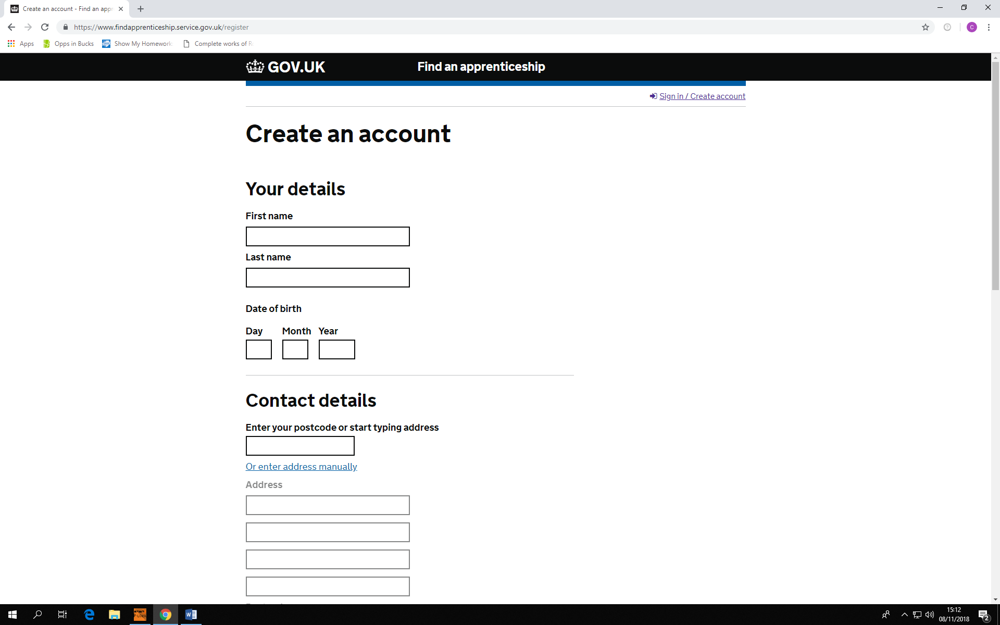 Create an account - Find an appr
https://www.findapprenticeship.service.gov.uk/register
C
Apps Opps in Bucks Show My Homework Complete works of R
GOV.UK Find an apprenticeship
Sign in / Create account
Create an account
Your details
First name
Last name
Date of birth
Day Month Year
Contact details
Enter your postcode or start typing address
Or enter address manually
Address
15:12
08/11/2018
2